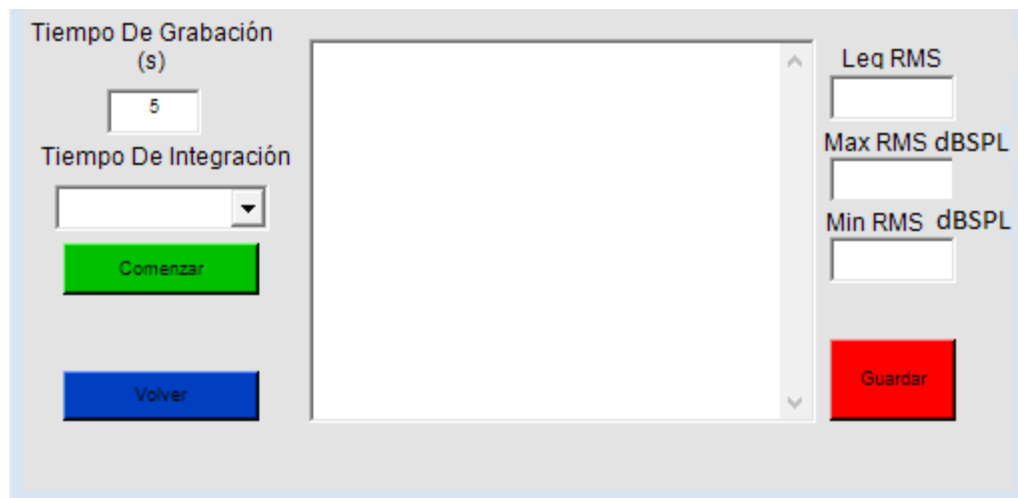 Tiempo De Grabación
(s)
5
Tiempo De Integración
Comenzar
Volver
Leq RMS
Max RMS dBSPL
Min RMS dBSPL
Guardar